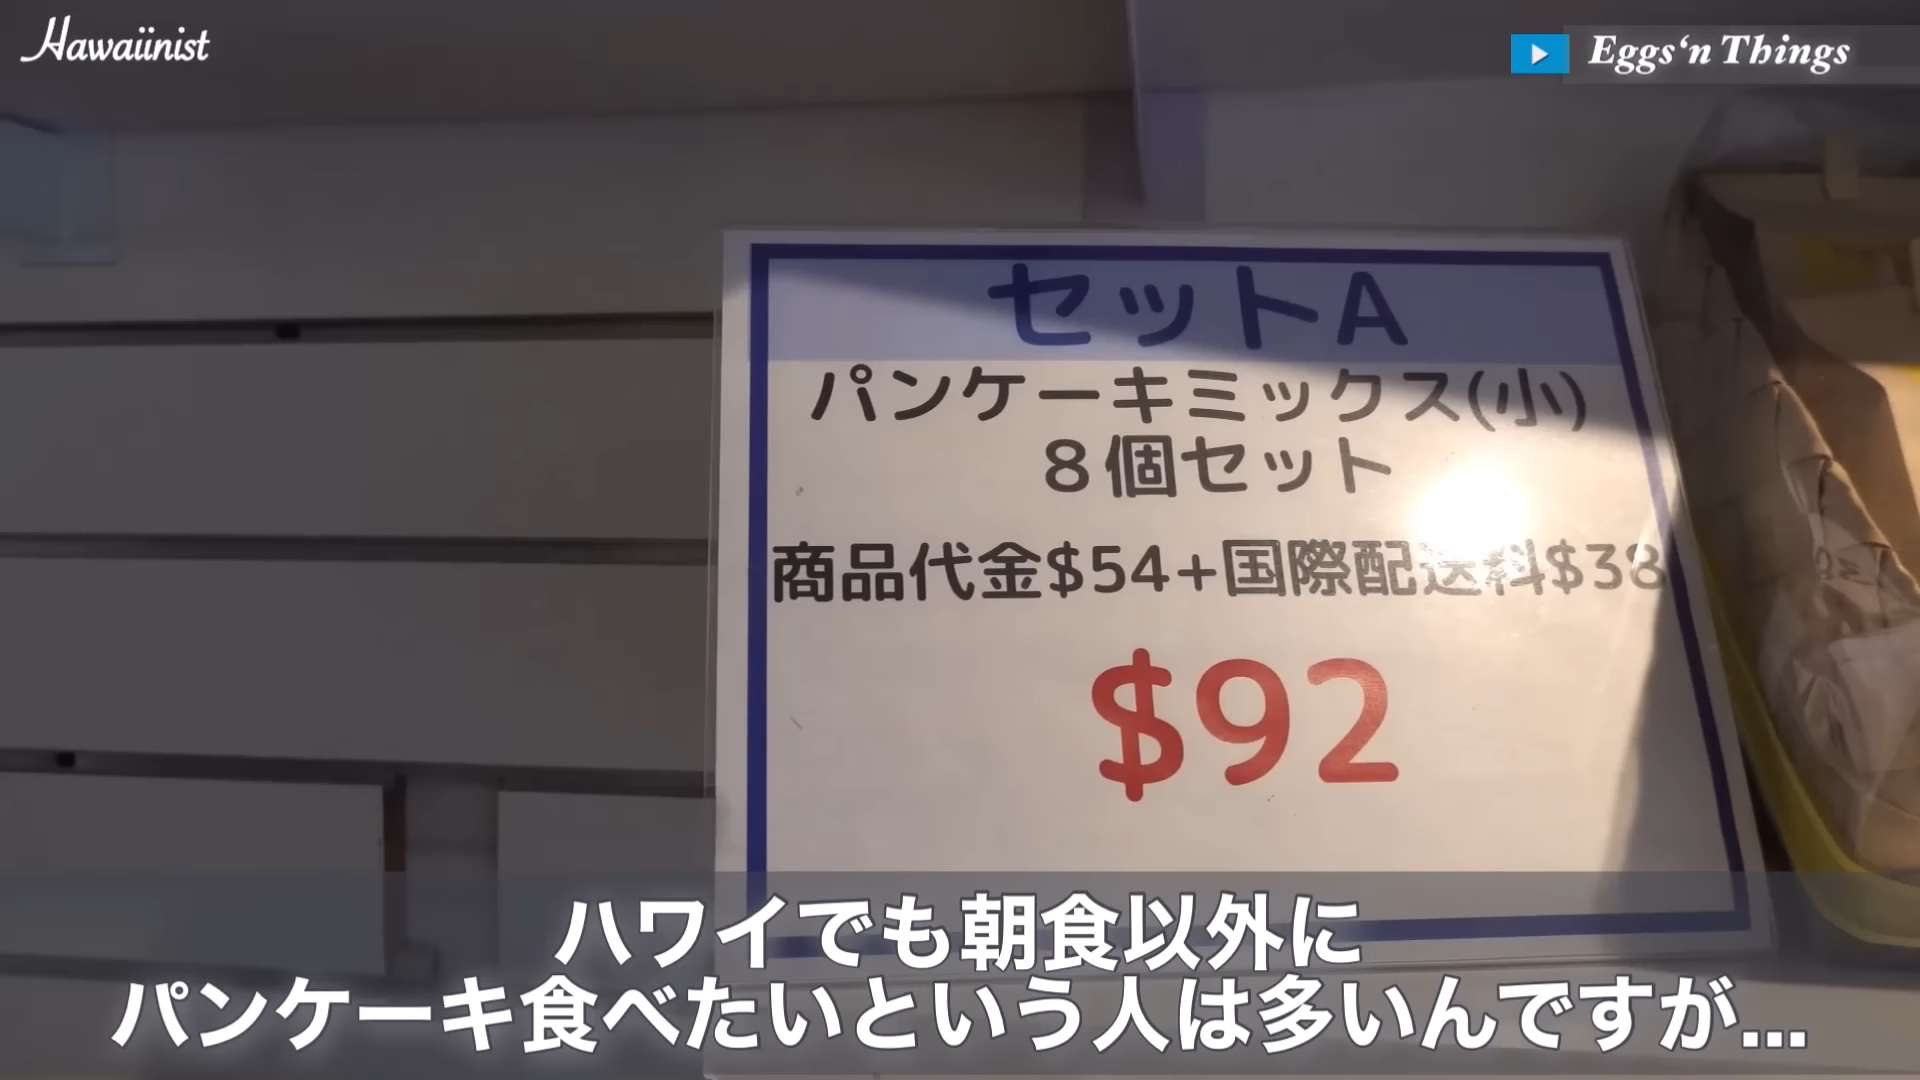 Hawaiinist
Eggs‘n Things
セットA
パンケーキミックス(小)
8個セット
商品代金$54+国際配送料$38
$92
ハワイでも朝食以外に
パンケーキ食べたいという人は多いんですが...